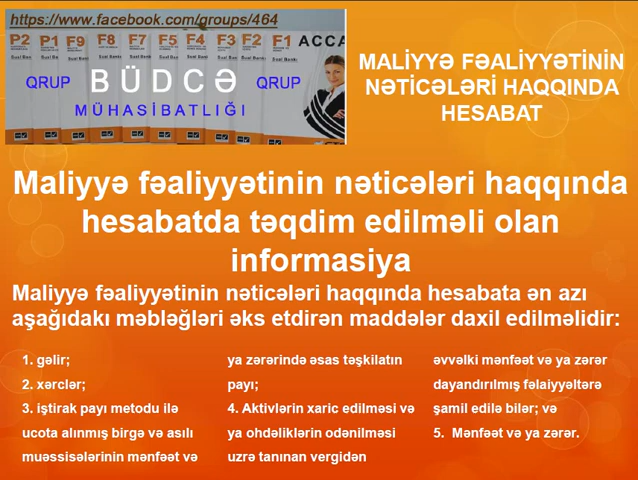 https://www.facebook.com/groups/464
P2 P1 F9 F8 F7 F5 F4 F3 F2 F1 ACCA
QRUP BÜDCƏ QRUP
MÜHASİBATLIĞI
MALİYYƏ FƏALİYYƏTİNİN
NƏTİCƏLƏRİ HAQQINDA
HESABAT
Maliyyə fəaliyyətinin nəticələri haqqında
hesabatda təqdim edilməli olan
informasiya
Maliyyə fəaliyyətinin nəticələri haqqında hesabata ən azı
aşağıdakı məbləğləri əks etdirən maddələr daxil edilməlidir:
1. gəlir;
2. xərclər;
3. iştirak payı metodu ilə
ucota alınmış birgə və asılı
muəssisələrinin mənfəət və
ya zərərində əsas təşkilatın
payı;
4. Aktivlərin xaric edilməsi və
ya ohdəliklərin odənilməsi
uzrə tanınan vergidən
əvvəlki mənfəət və ya zərər
dayandırılmış fəlaiyyəltərə
şamil edilə bilər; və
5. Mənfəət və ya zərər.